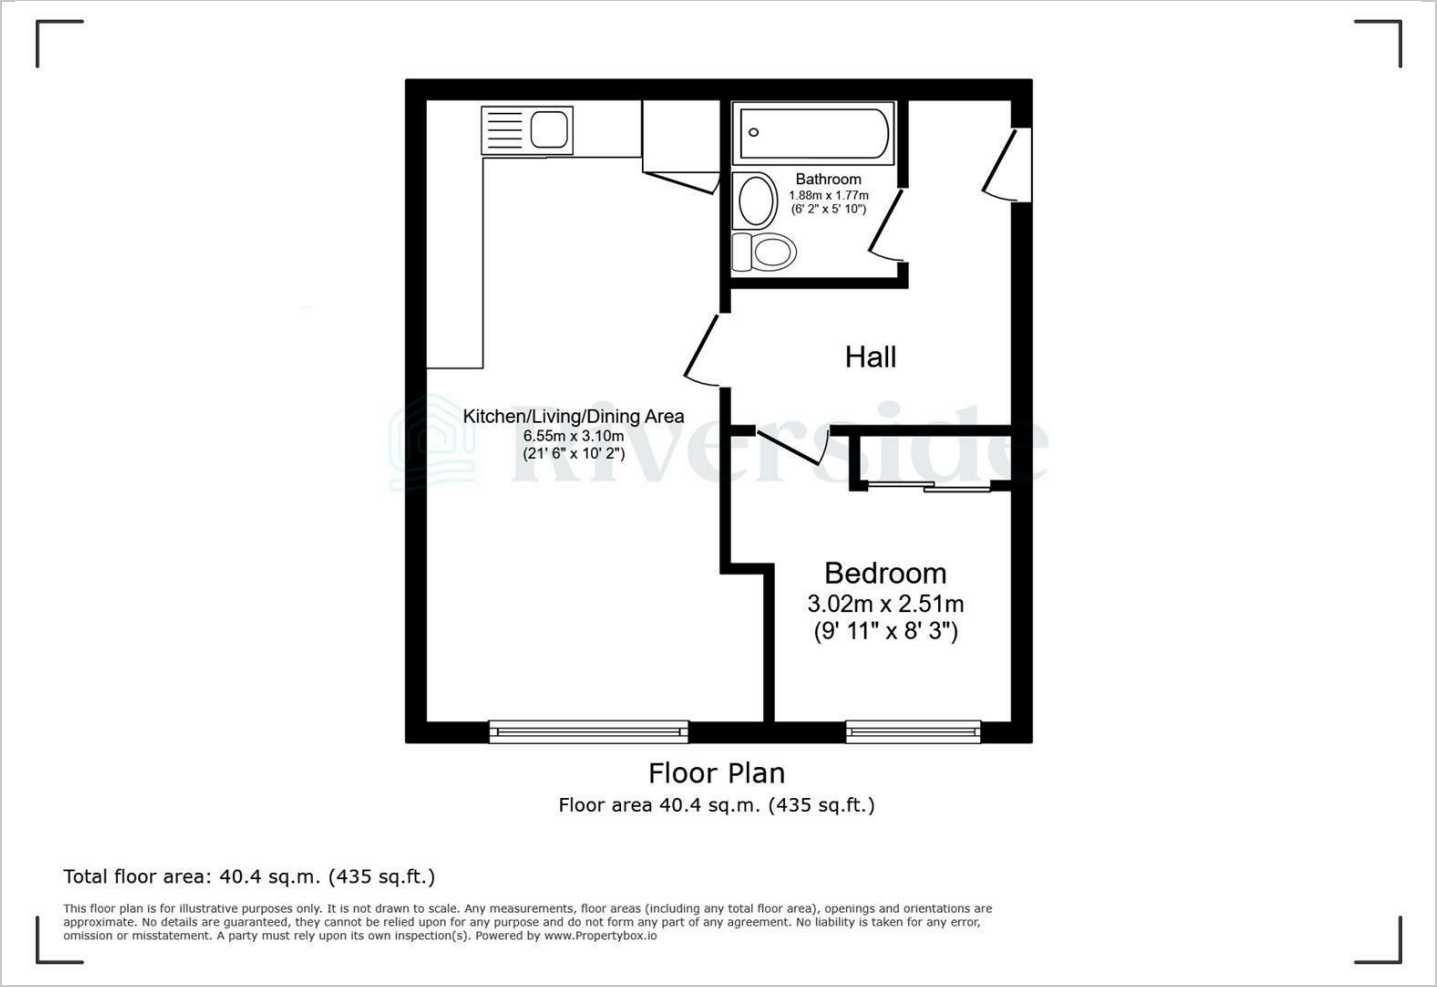 Bathroom
1.88m x 1.77m
(6' 2" x 5' 10")
Hall
Kitchen/Living/Dining Area
6.55m x 3.10m
(21' 6" x 10' 2")
Riverside
Bedroom
3.02m x 2.51m
(9' 11" x 8' 3")
Floor Plan
Floor area 40.4 sq.m. (435 sq.ft.)
Total floor area: 40.4 sq.m. (435 sq.ft.)
This floor plan is for illustrative purposes only. It is not drawn to scale. Any measurements, floor areas (including any total floor area), openings and orientations are
approximate. No details are guaranteed, they cannot be relied upon for any purpose and do not form any part of any agreement. No liability is taken for any error,
omission or misstatement. A party must rely upon its own inspection(s). Powered by www.Propertybox.io